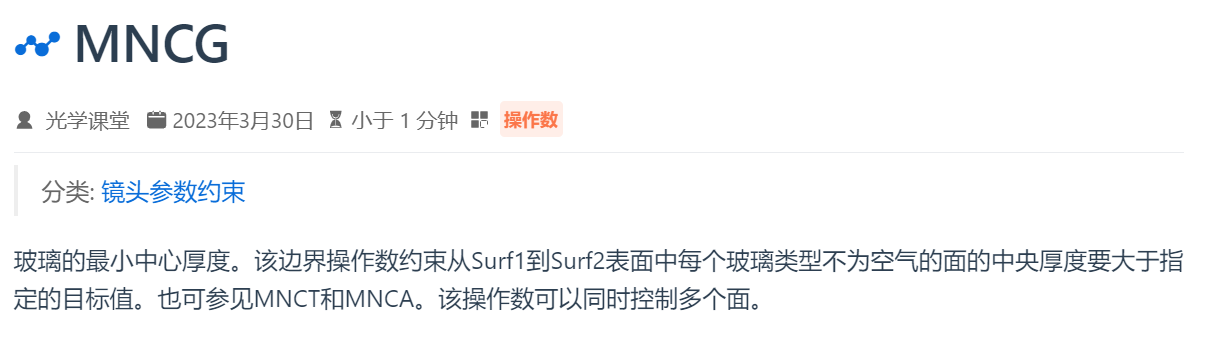 MNCG
光学课堂 2023年3月30日 小于 1 分钟 操作数
分类: 镜头参数约束
玻璃的最小中心厚度。该边界操作数约束从Surf1到Surf2表面中每个玻璃类型不为空气的面的中央厚度要大于指
定的目标值。也可参见MNCT和MNCA。该操作数可以同时控制多个面。